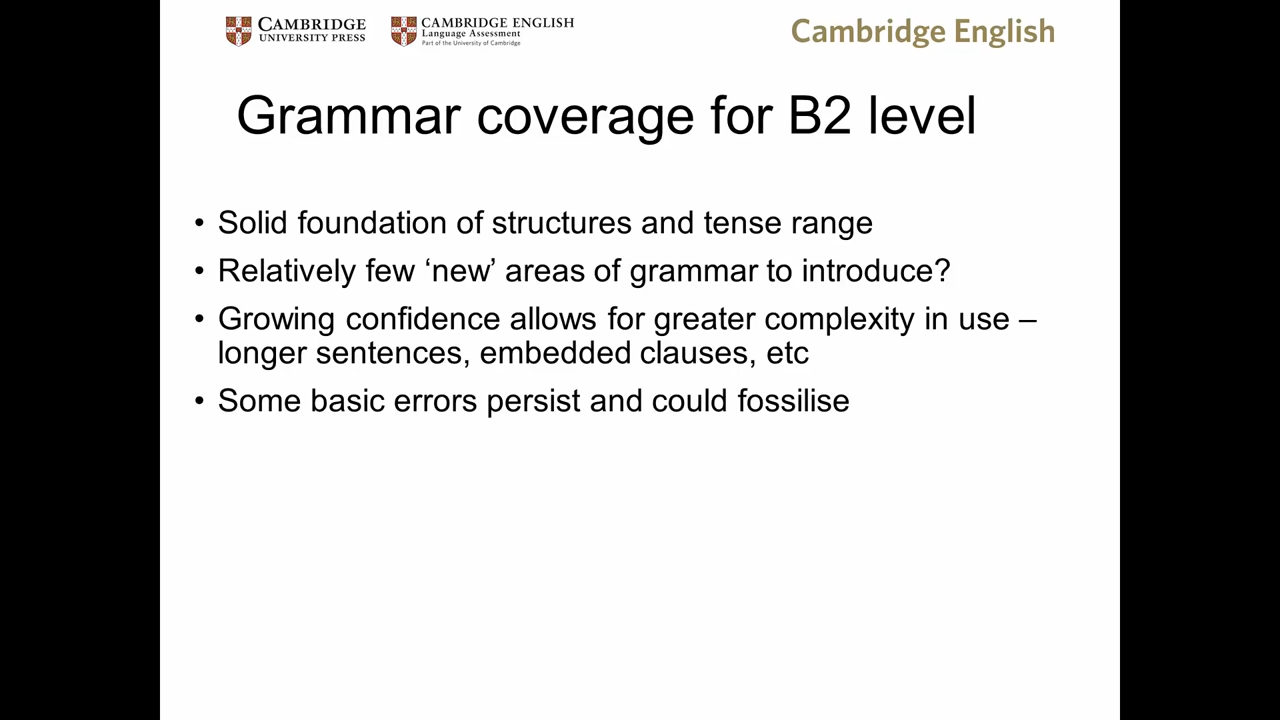 CAMBRIDGE
UNIVERSITY PRESS
CAMBRIDGE ENGLISH
Language Assessment
Part of the University of Cambridge
Cambridge English
Grammar coverage for B2 level
• Solid foundation of structures and tense range
• Relatively few ‘new’ areas of grammar to introduce?
• Growing confidence allows for greater complexity in use –
longer sentences, embedded clauses, etc
• Some basic errors persist and could fossilise